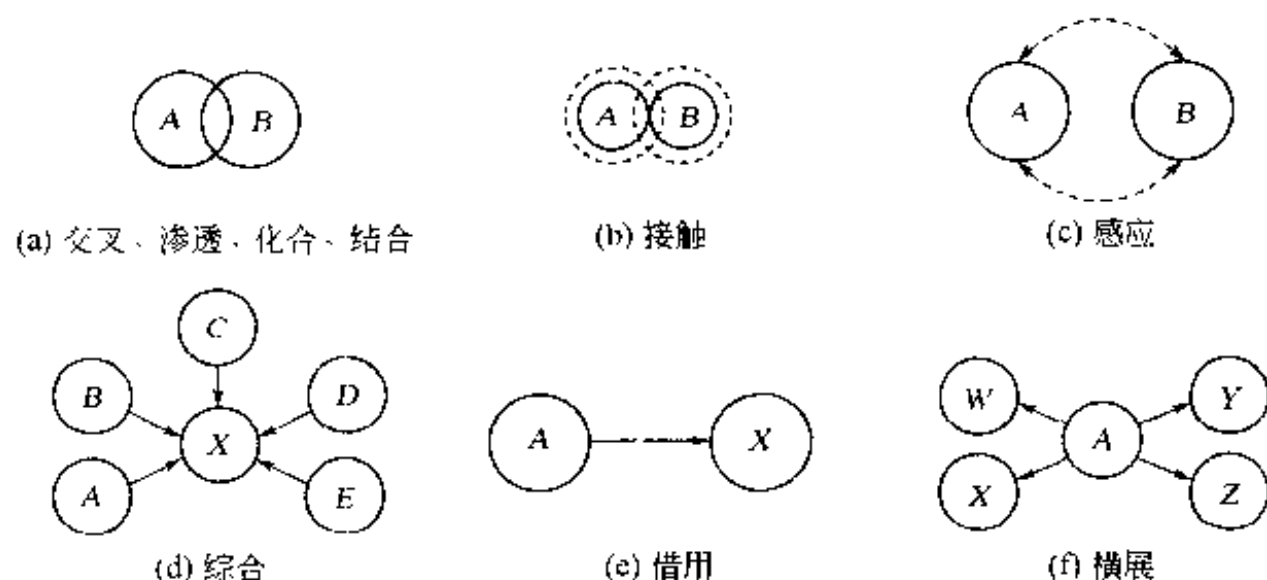 A B
A B
A B
(a) 交叉、渗透、化合、结合
(b) 接触
(c) 感应
C
B D
X
A E
A X
W Y
A
X Z
(d) 综合
(e) 借用
(f) 横展